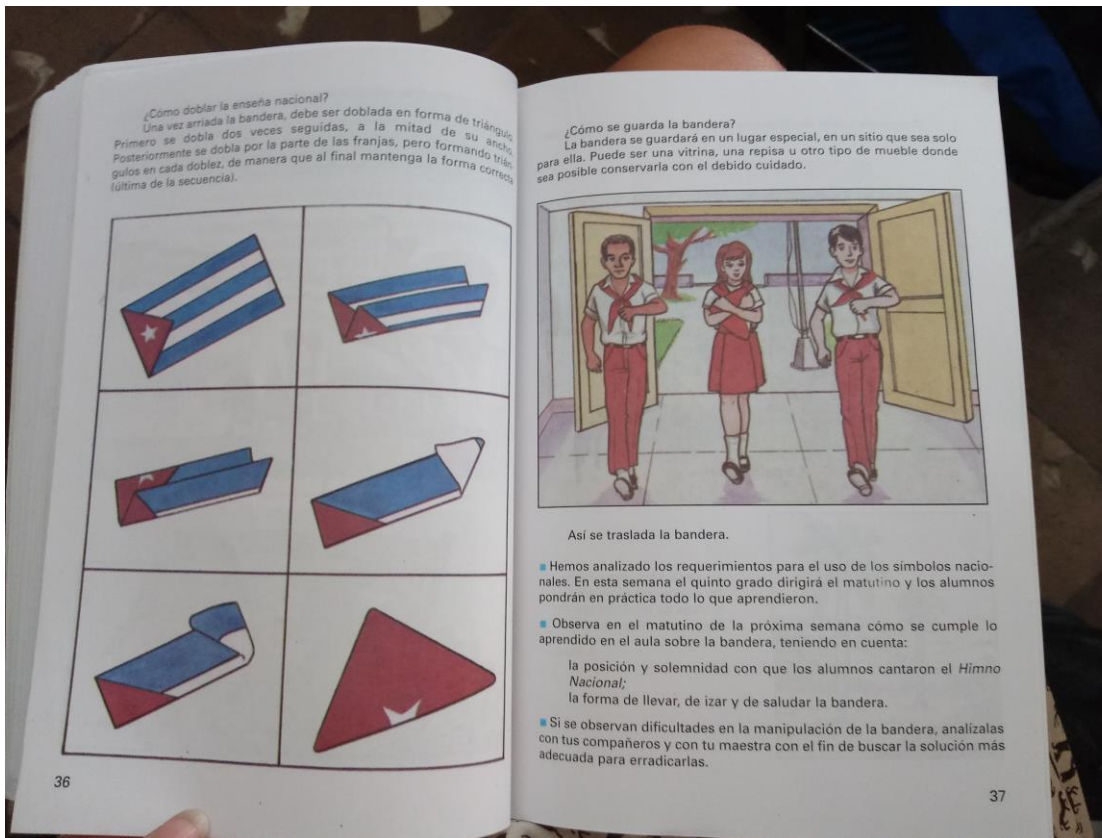 ¿Cómo doblar la enseña nacional?
Una vez arriada la bandera, debe ser doblada en forma de triángulo.
Primero se dobla dos veces seguidas, a la mitad de su ancho.
Posteriormente se dobla por la parte de las franjas, pero formando trián-
gulos en cada doblez, de manera que al final mantenga la forma correcta
(última de la secuencia).
36
¿Cómo se guarda la bandera?
La bandera se guardará en un lugar especial, en un sitio que sea solo
para ella. Puede ser una vitrina, una repisa u otro tipo de mueble donde
sea posible conservarla con el debido cuidado.
Así se traslada la bandera.
Hemos analizado los requerimientos para el uso de los símbolos nacio-
nales. En esta semana el quinto grado dirigirá el matutino y los alumnos
pondrán en práctica todo lo que aprendieron.
Observa en el matutino de la próxima semana cómo se cumple lo
aprendido en el aula sobre la bandera, teniendo en cuenta:
la posición y solemnidad con que los alumnos cantaron el Himno
Nacional;
la forma de llevar, de izar y de saludar la bandera.
Si se observan dificultades en la manipulación de la bandera, analízalas
con tus compañeros y con tu maestra con el fin de buscar la solución más
adecuada para erradicarlas.
37